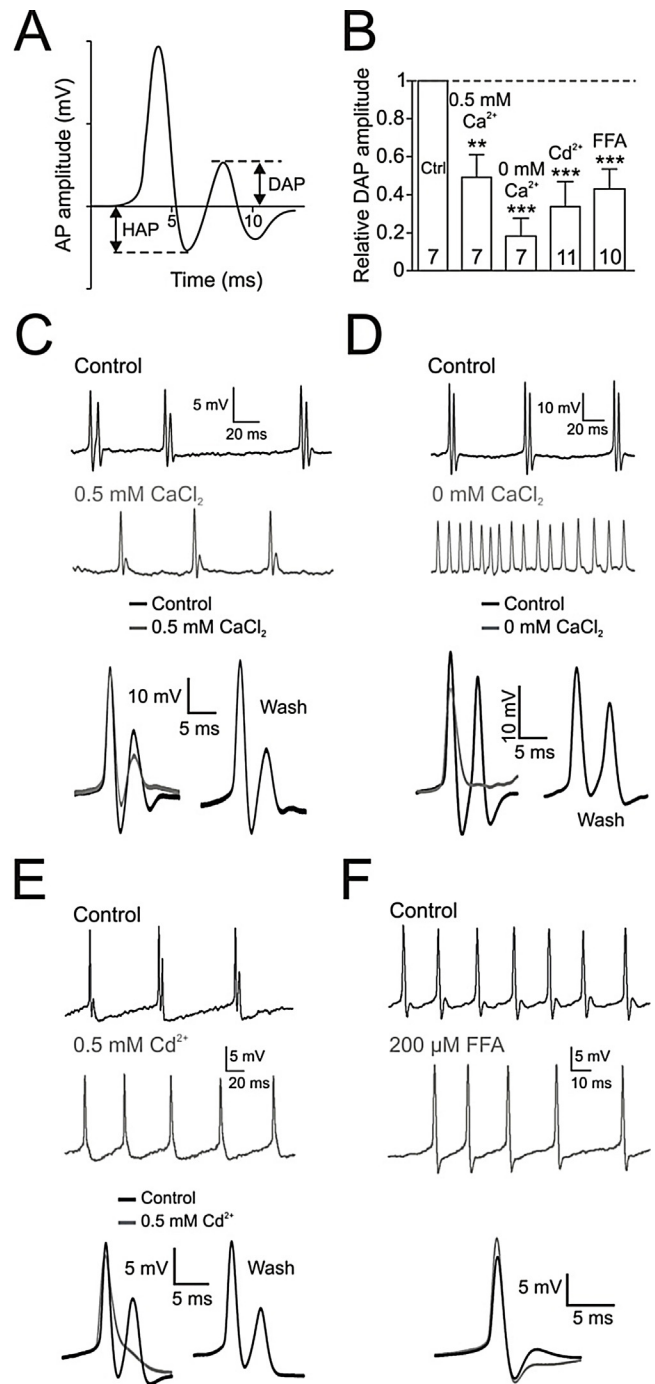 A
AP amplitude (mV)
HAP
DAP
5
10
Time (ms)
B
Relative DAP amplitude
1
0.8
0.6
0.4
0.2
0
Ctrl
0.5 mM
Ca²⁺
**
0 mM
Ca²⁺
***
Cd²⁺
***
FFA
***
7
7
7
11
10
C
Control
5 mV
20 ms
0.5 mM CaCl₂
Control
0.5 mM CaCl₂
10 mV
5 ms
Wash
D
Control
10 mV
20 ms
0 mM CaCl₂
Control
0 mM CaCl₂
10 mV
5 ms
Wash
E
Control
0.5 mM Cd²⁺
5 mV
20 ms
Control
0.5 mM Cd²⁺
5 mV
5 ms
Wash
F
Control
200 µM FFA
5 mV
10 ms
5 mV
5 ms